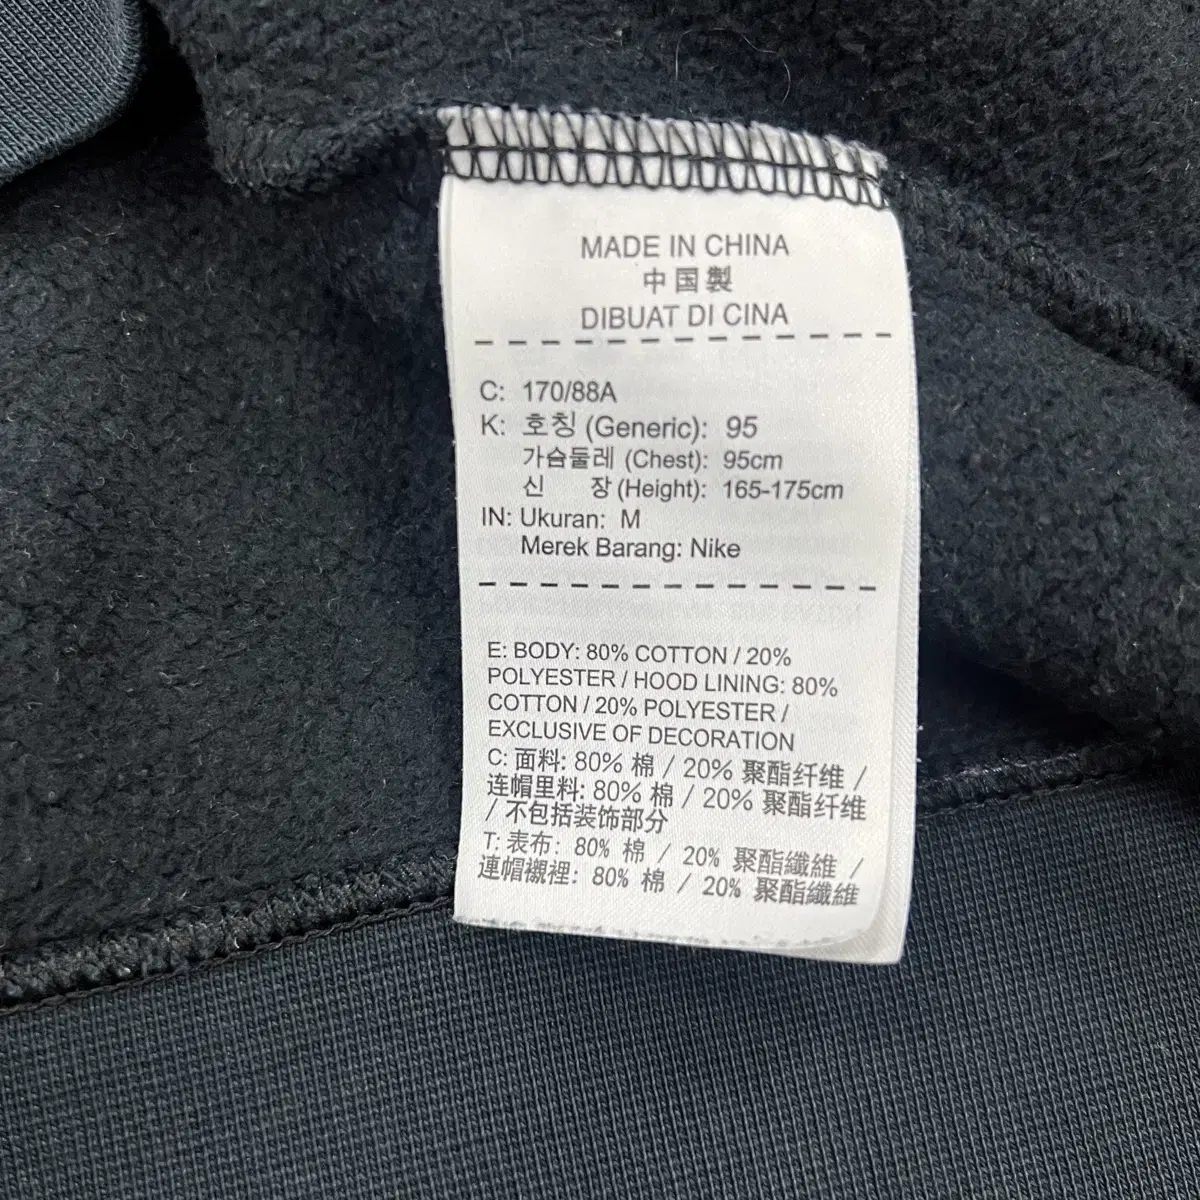 MADE IN CHINA
中国製
DIBUAT DI CINA
C: 170/88A
K: 호칭 (Generic): 95
가슴둘레 (Chest): 95cm
신 장 (Height): 165-175cm
IN: Ukuran: M
Merek Barang: Nike
E: BODY: 80% COTTON / 20%
POLYESTER / HOOD LINING: 80%
COTTON / 20% POLYESTER /
EXCLUSIVE OF DECORATION
C: 面料: 80% 棉 / 20% 聚酯纤维 /
连帽里料: 80% 棉 / 20% 聚酯纤维
/ 不包括装饰部分
T: 表布: 80% 棉 / 20% 聚酯纖維 /
連帽襯裡: 80% 棉 / 20% 聚酯纖維